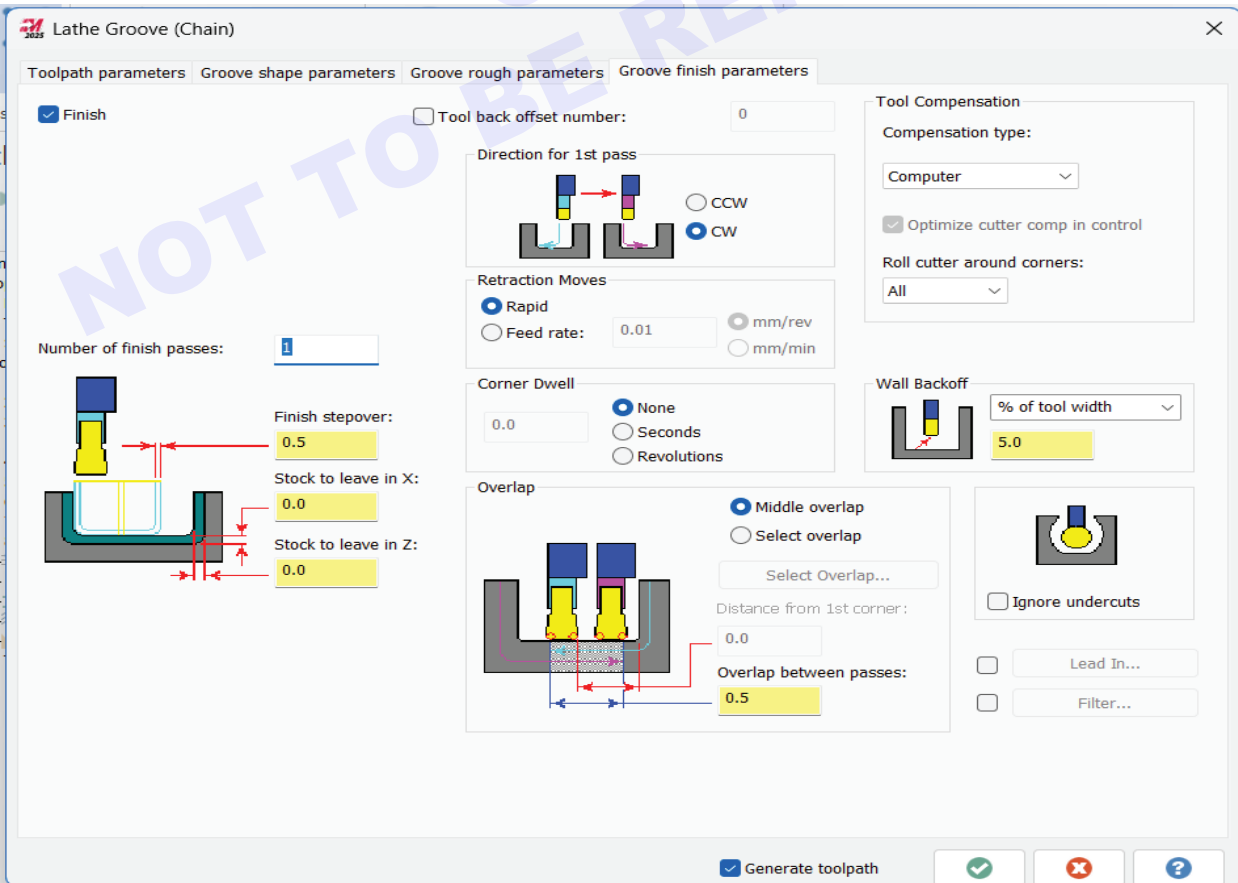 2025 Lathe Groove (Chain)
Toolpath parameters Groove shape parameters Groove rough parameters Groove finish parameters
Finish
Tool back offset number: 0
Direction for 1st pass
CCW
CW
Tool Compensation
Compensation type:
Computer
Optimize cutter comp in control
Roll cutter around corners:
All
Retraction Moves
Rapid
Feed rate: 0.01 mm/rev
mm/min
Number of finish passes: 1
Finish stepover:
0.5
Stock to leave in X:
0.0
Stock to leave in Z:
0.0
Corner Dwell
0.0
None
Seconds
Revolutions
Wall Backoff
% of tool width
5.0
Overlap
Middle overlap
Select overlap
Select Overlap...
Distance from 1st corner:
0.0
Overlap between passes:
0.5
Ignore undercuts
Lead In...
Filter...
Generate toolpath
NOT TO BE